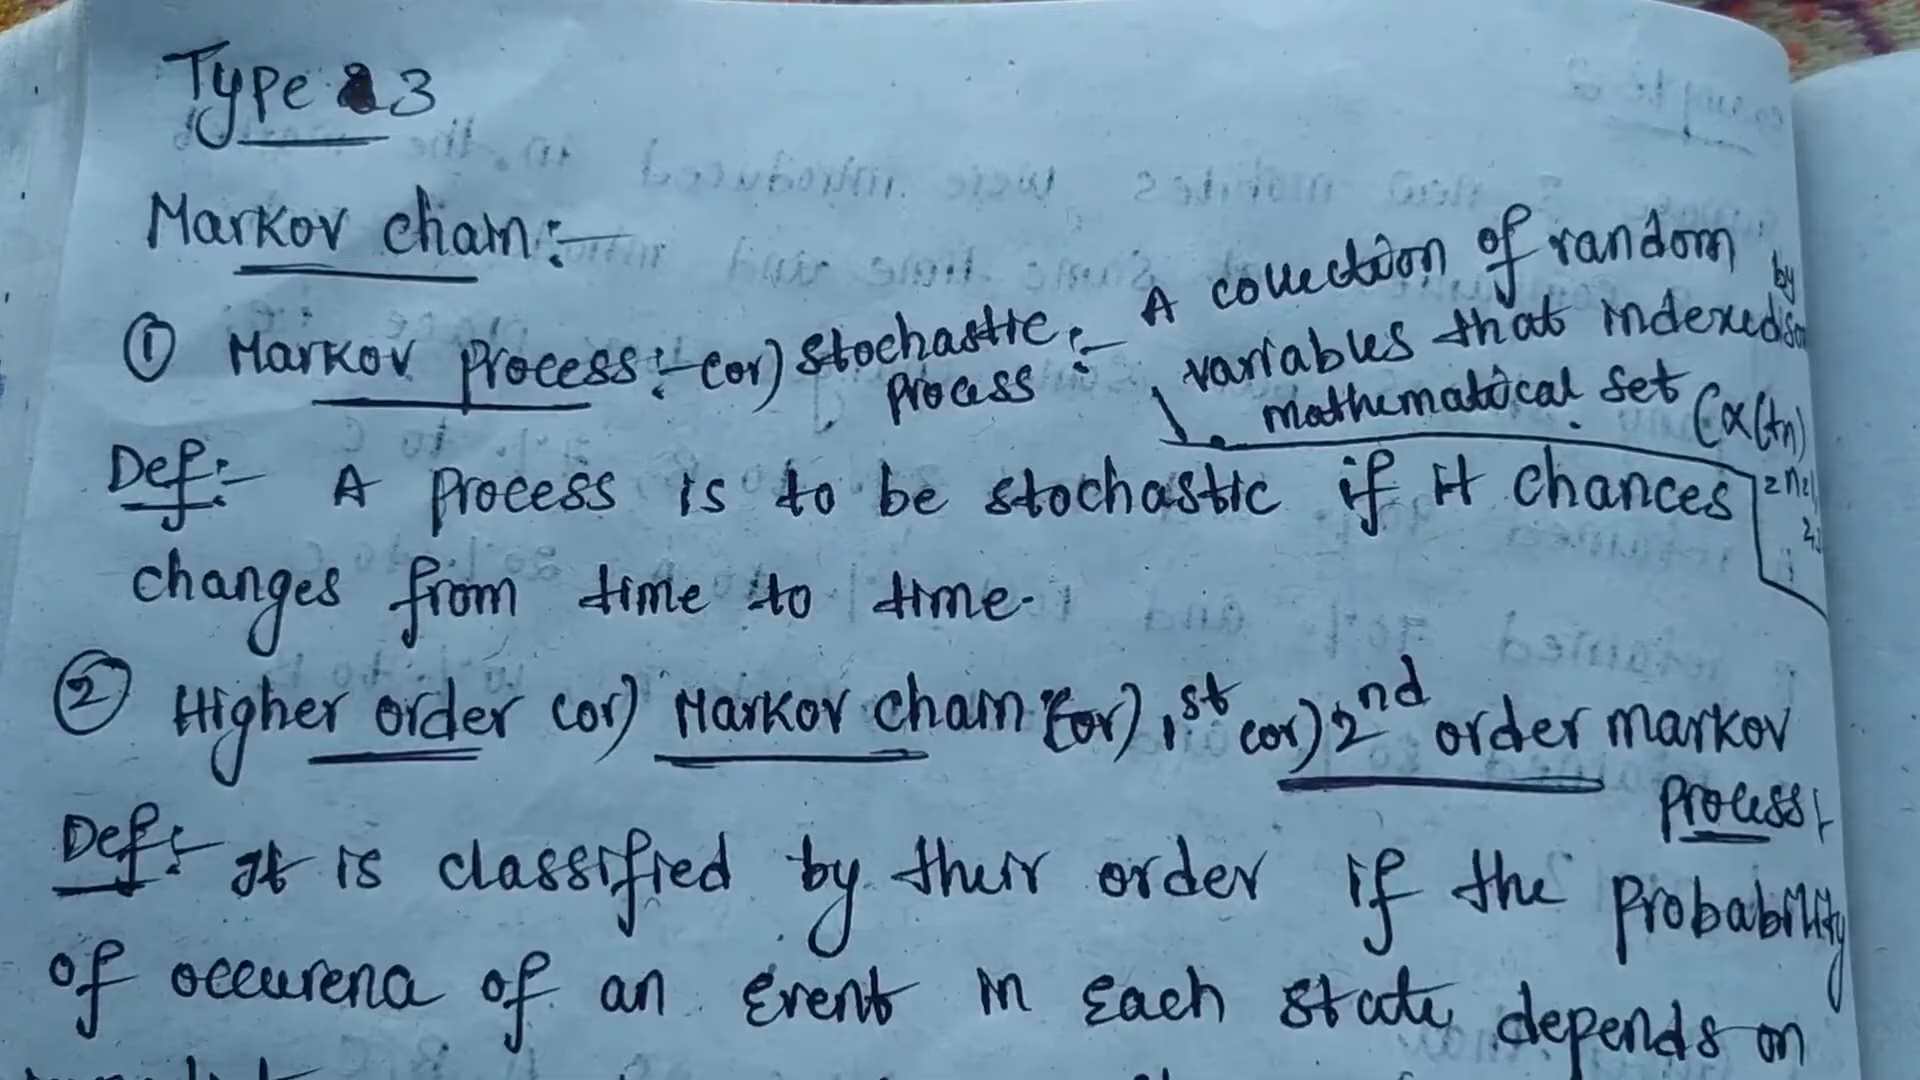 Type 3
Markov chain:-
① Markov process:- (or) stochastic process:- A collection of random
variables that indexed by
mathematical set (x(tn)
Def:- A process is to be stochastic if it chances
changes from time to time.
② Higher order (or) Markov chain (or) 1st (or) 2nd order markov
process:
Def:- It is classified by their order if the probability
of occurena of an Event in Each state depends on